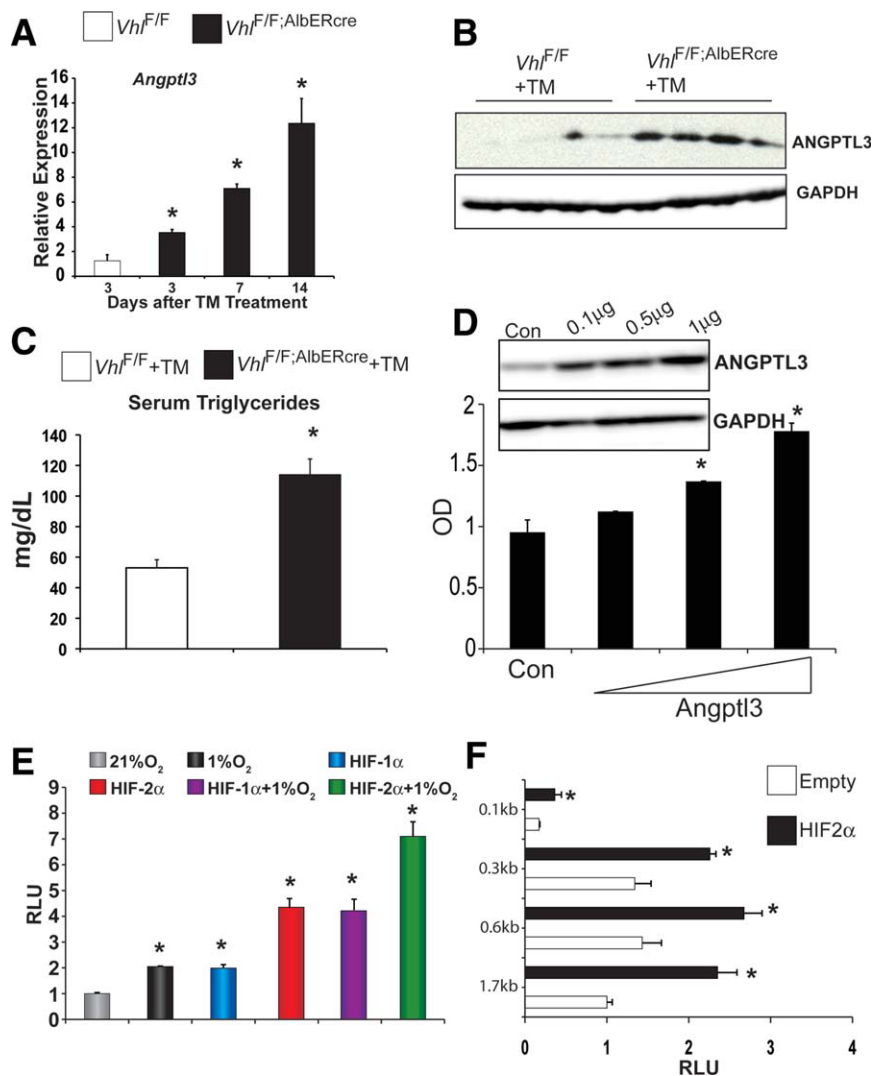 A
Vhl^F/F Vhl^F/F;AlbERcre
Angptl3
Relative Expression
16
14
12
10
8
6
4
2
0
* * *
3 3 7 14
Days after TM Treatment
B
Vhl^F/F Vhl^F/F;AlbERcre
+TM +TM
ANGPTL3
GAPDH
C
Vhl^F/F+TM Vhl^F/F;AlbERcre+TM
Serum Triglycerides
mg/dL
140
120
100
80
60
40
20
0
*
D
Con 0.1μg 0.5μg 1μg
ANGPTL3
GAPDH
OD
2
1.5
1
0.5
0
* *
Con
Angptl3
E
21%O₂ 1%O₂ HIF-1α
HIF-2α HIF-1α+1%O₂ HIF-2α+1%O₂
RLU
9
8
7
6
5
4
3
2
1
0
* * * * *
F
Empty
HIF2α
0.1kb *
0.3kb *
0.6kb *
1.7kb *
0 1 2 3 4
RLU